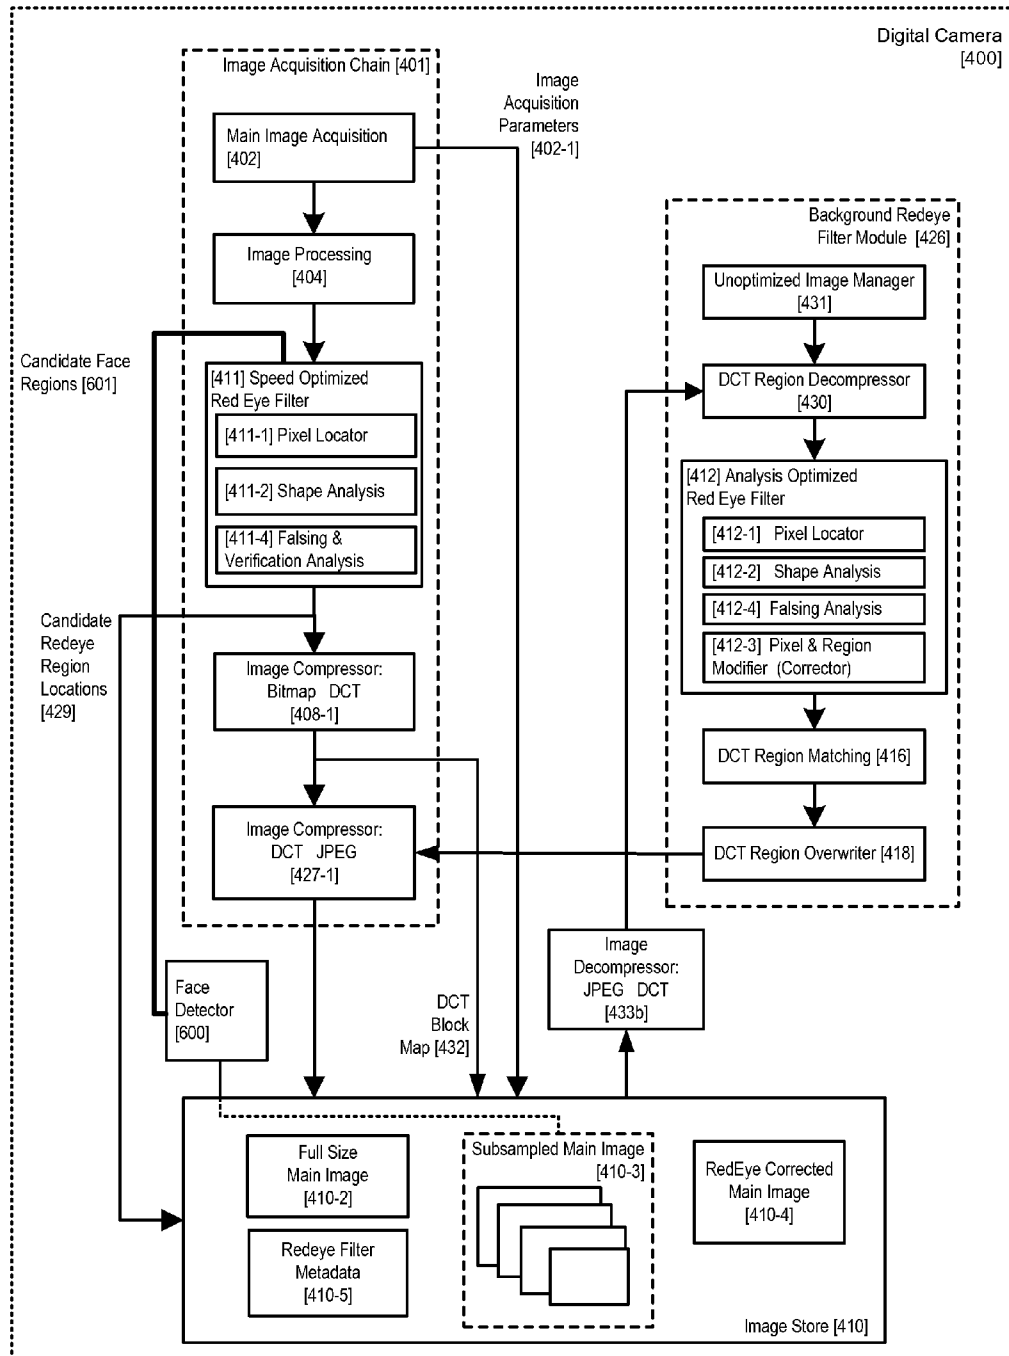 Digital Camera
[400]
Image Acquisition Chain [401]
Image
Acquisition
Parameters
[402-1]
Main Image Acquisition
[402]
Image Processing
[404]
Candidate Face
Regions [601]
[411] Speed Optimized
Red Eye Filter
[411-1] Pixel Locator
[411-2] Shape Analysis
[411-4] Falsing &
Verification Analysis
Candidate
Redeye
Region
Locations
[429]
Image Compressor:
Bitmap DCT
[408-1]
Image Compressor:
DCT JPEG
[427-1]
Background Redeye
Filter Module [426]
Unoptimized Image Manager
[431]
DCT Region Decompressor
[430]
[412] Analysis Optimized
Red Eye Filter
[412-1] Pixel Locator
[412-2] Shape Analysis
[412-4] Falsing Analysis
[412-3] Pixel & Region
Modifier (Corrector)
DCT Region Matching [416]
DCT Region Overwriter [418]
Face
Detector
[600]
DCT
Block
Map [432]
Image
Decompressor:
JPEG DCT
[433b]
Full Size
Main Image
[410-2]
Subsampled Main Image
[410-3]
RedEye Corrected
Main Image
[410-4]
Redeye Filter
Metadata
[410-5]
Image Store [410]